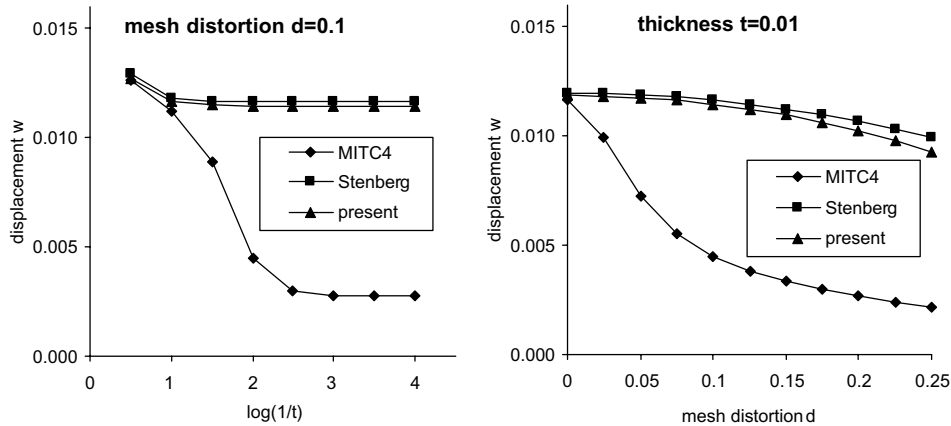 mesh distortion d=0.1
0.015
0.010
0.005
0.000
displacement w
MITC4
Stenberg
present
0 1 2 3 4
log(1/t)
thickness t=0.01
0.015
0.010
0.005
0.000
displacement w
MITC4
Stenberg
present
0 0.05 0.1 0.15 0.2 0.25
mesh distortion d